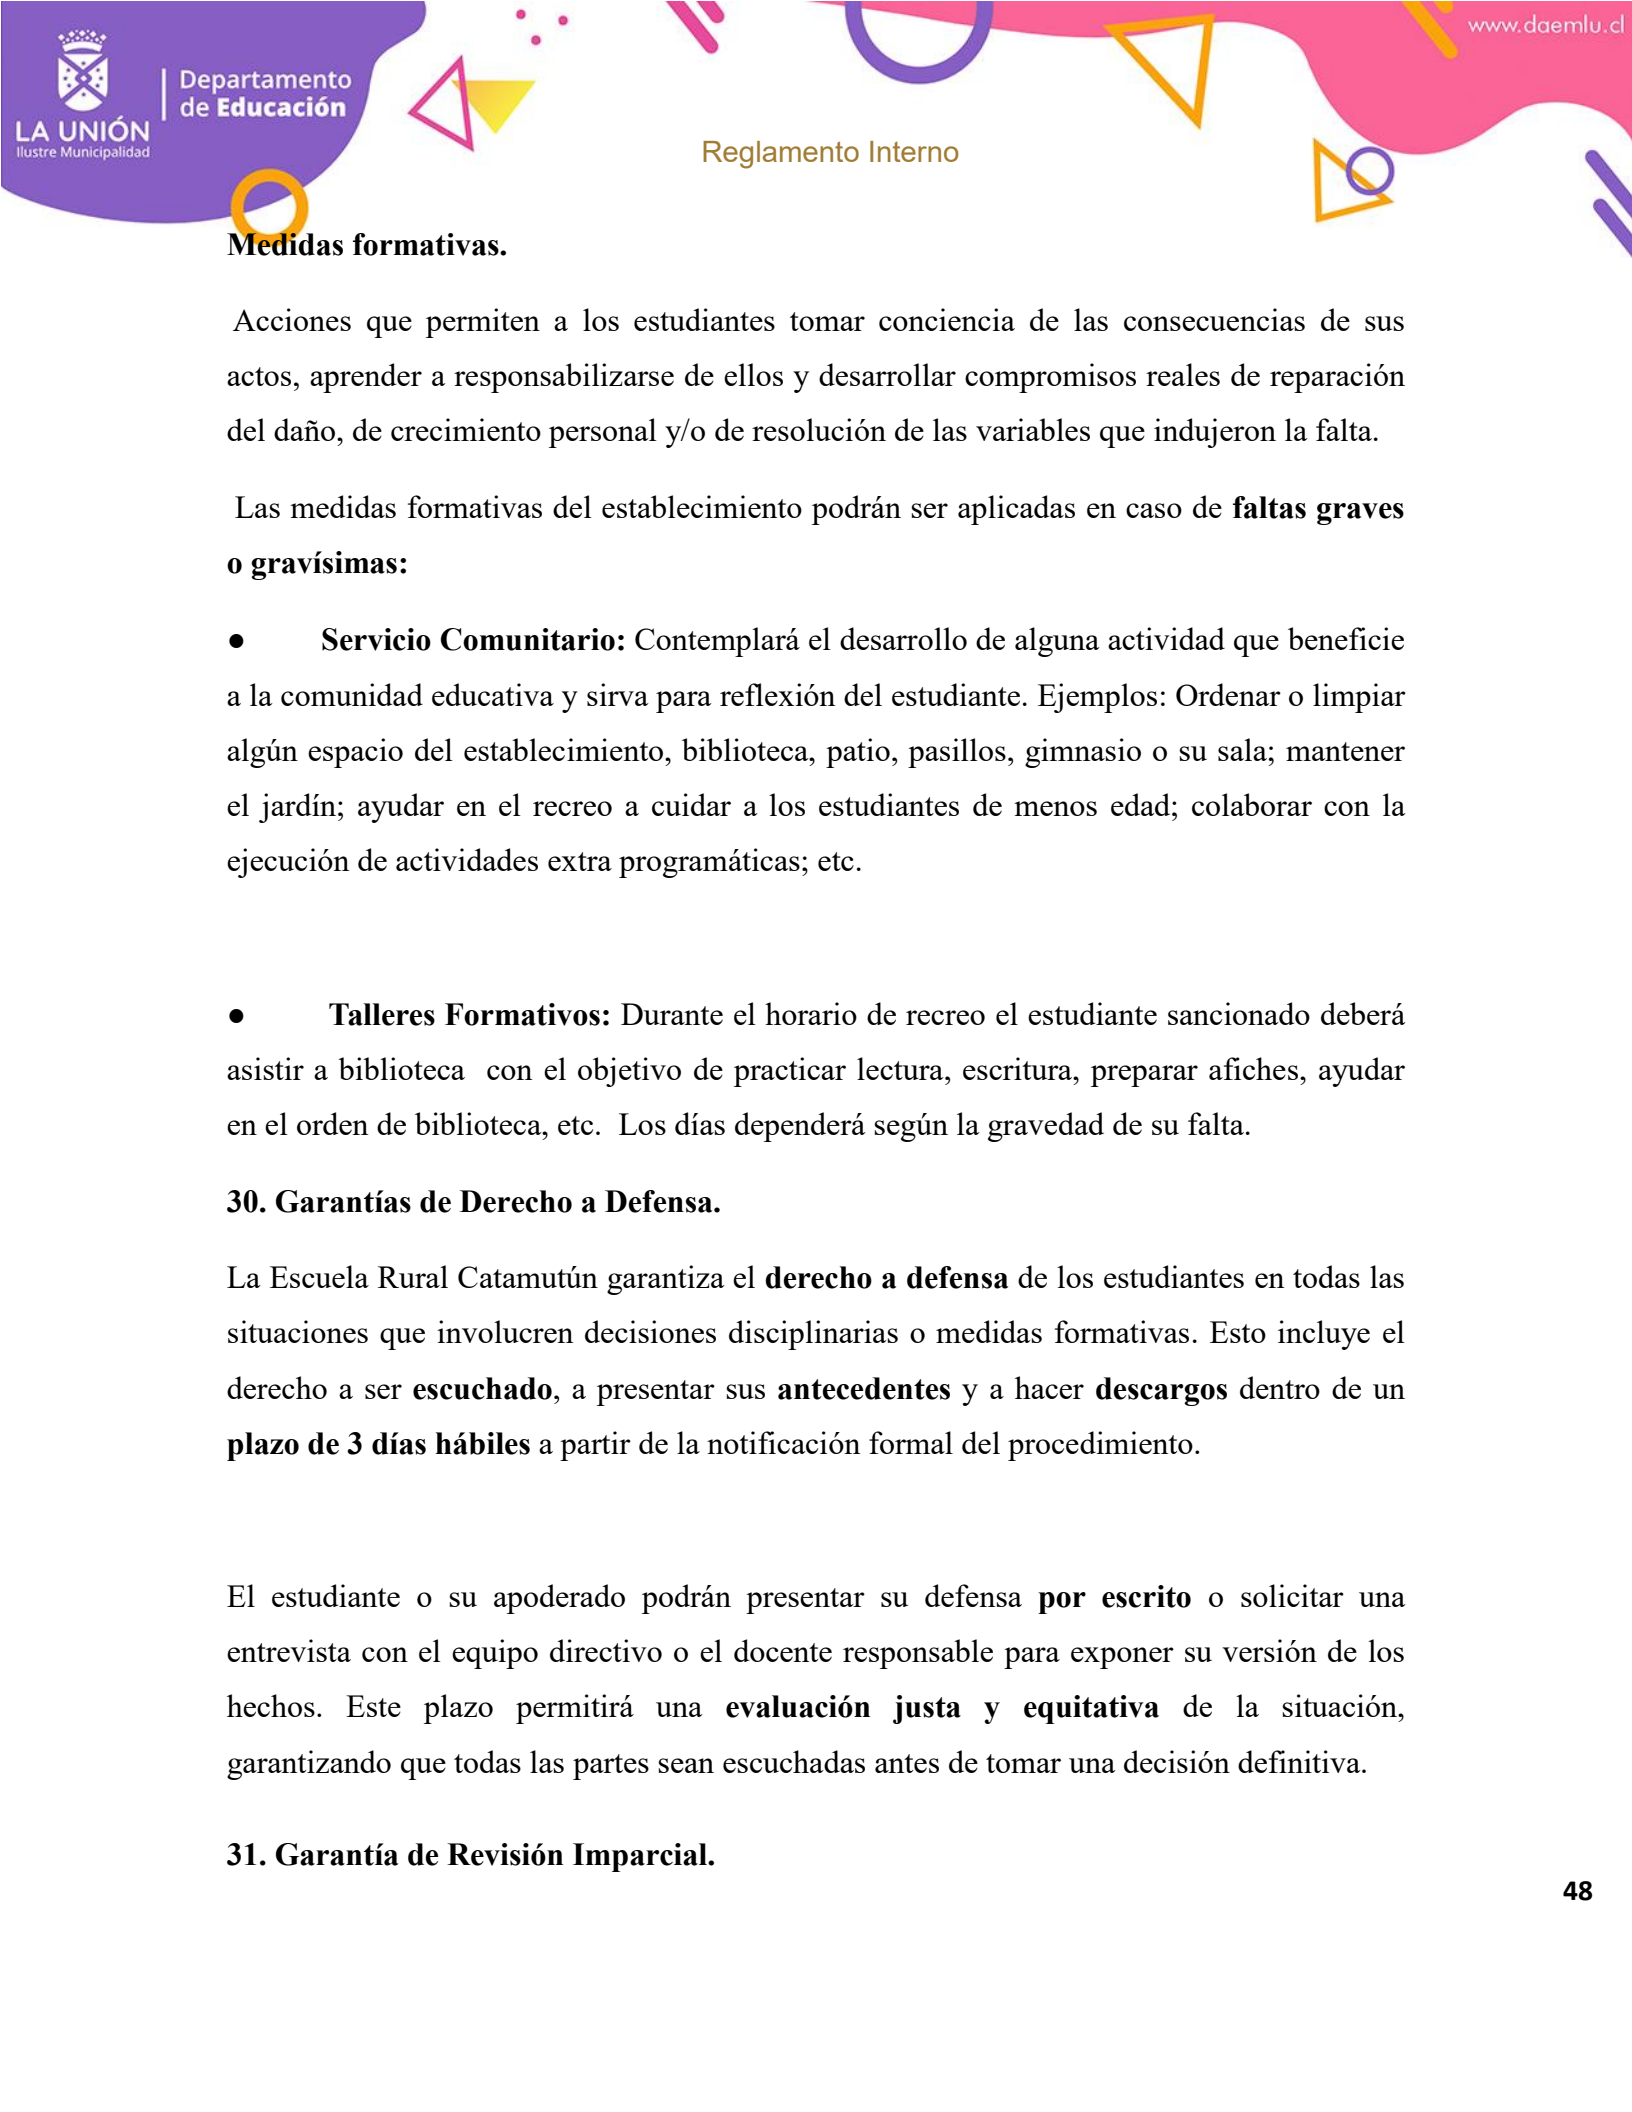 www.daemlu.cl
Departamento
de Educación
LA UNIÓN
Ilustre Municipalidad
Reglamento Interno
Medidas formativas.
Acciones que permiten a los estudiantes tomar conciencia de las consecuencias de sus
actos, aprender a responsabilizarse de ellos y desarrollar compromisos reales de reparación
del daño, de crecimiento personal y/o de resolución de las variables que indujeron la falta.
Las medidas formativas del establecimiento podrán ser aplicadas en caso de faltas graves
o gravísimas:
● Servicio Comunitario: Contemplará el desarrollo de alguna actividad que beneficie
a la comunidad educativa y sirva para reflexión del estudiante. Ejemplos: Ordenar o limpiar
algún espacio del establecimiento, biblioteca, patio, pasillos, gimnasio o su sala; mantener
el jardín; ayudar en el recreo a cuidar a los estudiantes de menos edad; colaborar con la
ejecución de actividades extra programáticas; etc.
● Talleres Formativos: Durante el horario de recreo el estudiante sancionado deberá
asistir a biblioteca con el objetivo de practicar lectura, escritura, preparar afiches, ayudar
en el orden de biblioteca, etc. Los días dependerá según la gravedad de su falta.
30. Garantías de Derecho a Defensa.
La Escuela Rural Catamutún garantiza el derecho a defensa de los estudiantes en todas las
situaciones que involucren decisiones disciplinarias o medidas formativas. Esto incluye el
derecho a ser escuchado, a presentar sus antecedentes y a hacer descargos dentro de un
plazo de 3 días hábiles a partir de la notificación formal del procedimiento.
El estudiante o su apoderado podrán presentar su defensa por escrito o solicitar una
entrevista con el equipo directivo o el docente responsable para exponer su versión de los
hechos. Este plazo permitirá una evaluación justa y equitativa de la situación,
garantizando que todas las partes sean escuchadas antes de tomar una decisión definitiva.
31. Garantía de Revisión Imparcial.
48